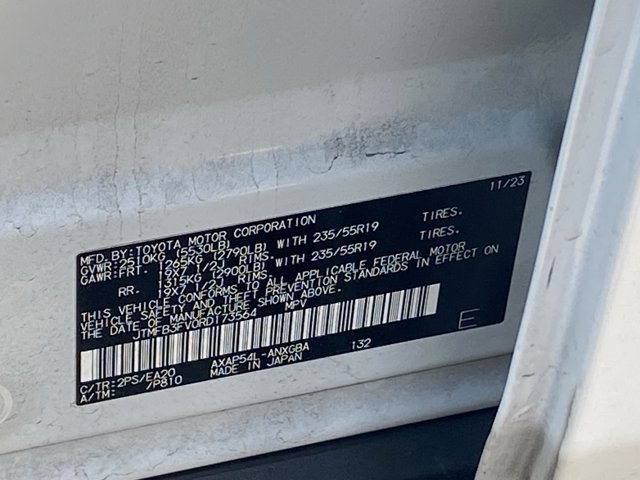 MFD.BY:TOYOTA MOTOR CORPORATION 11/23
GVWR:2510KG (5530LB)
GAWR:FRT. 1265KG (2790LB) WITH 235/55R19 TIRES.
19X7 1/2J RIMS.
RR. 1315KG (2900LB) WITH 235/55R19 TIRES.
19X7 1/2J RIMS.
THIS VEHICLE CONFORMS TO ALL APPLICABLE FEDERAL MOTOR
VEHICLE SAFETY AND THEFT PREVENTION STANDARDS IN EFFECT ON
THE DATE OF MANUFACTURE SHOWN ABOVE.
JTMFB3FV0RD173564 MPV
E
C/TR:2PS/EA20 AXAP54L-ANXGBA 132
A/TM: /P810 MADE IN JAPAN